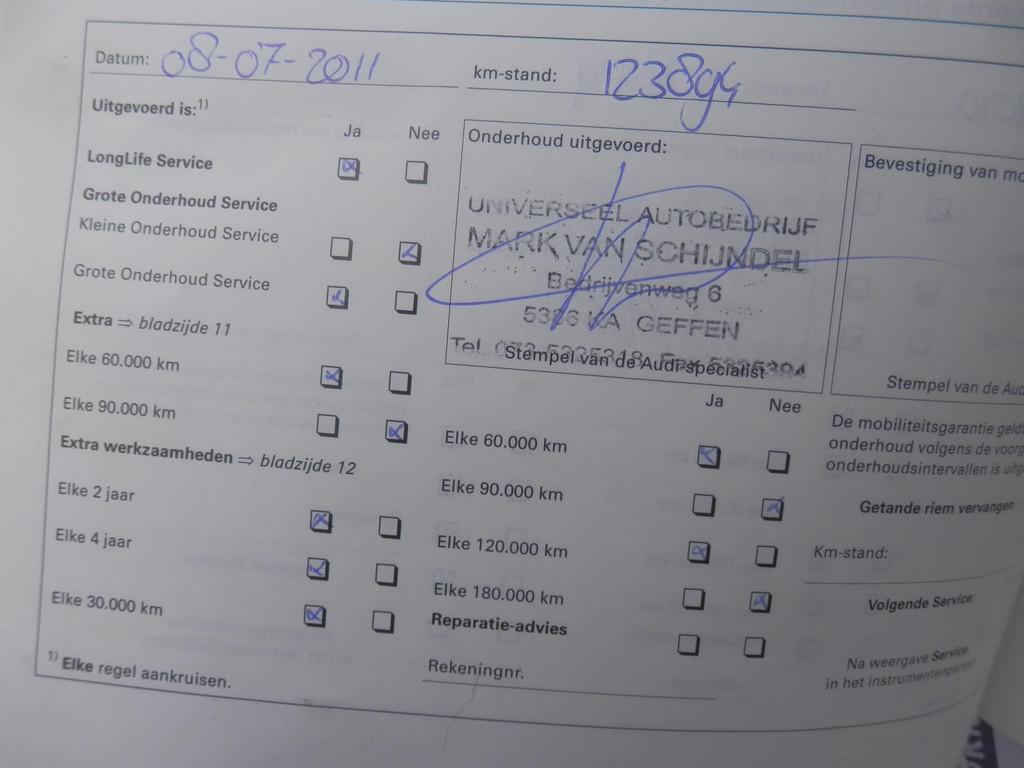 Datum: 08-07-2011 km-stand: 123894
Uitgevoerd is:1)
Ja Nee
LongLife Service
Grote Onderhoud Service
Kleine Onderhoud Service
Grote Onderhoud Service
Extra ⇒ bladzijde 11
Elke 60.000 km
Elke 90.000 km
Extra werkzaamheden ⇒ bladzijde 12
Elke 2 jaar
Elke 4 jaar
Elke 30.000 km
1) Elke regel aankruisen.
Onderhoud uitgevoerd:
UNIVERSEEL AUTOBEDRIJF
MARK VAN SCHIJNDEL
Bedrijvenweg 6
5386 KA GEFFEN
Tel. Fax
Stempel van de Audi-specialist
Ja Nee
Elke 60.000 km
Elke 90.000 km
Elke 120.000 km
Elke 180.000 km
Reparatie-advies
Rekeningnr.
Bevestiging van
Stempel van de
De mobiliteitsgarantie
onderhoud volgens de
onderhoudsintervallen is
Getande riem vervangen
Km-stand:
Volgende Service:
Na weergave Service
in het